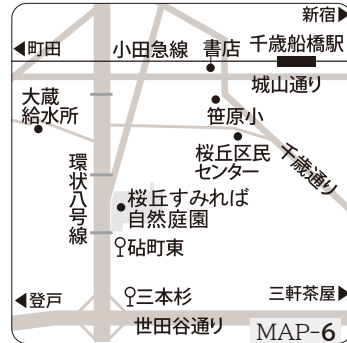 新宿▶
◀町田
小田急線
書店
千歳船橋駅
城山通り
大蔵
給水所
笹原小
桜丘区民
センター
千歳通り
環状八号線
桜丘すみれば
自然庭園
砧町東
三本杉
◀登戸
三軒茶屋▶
世田谷通り
MAP-6